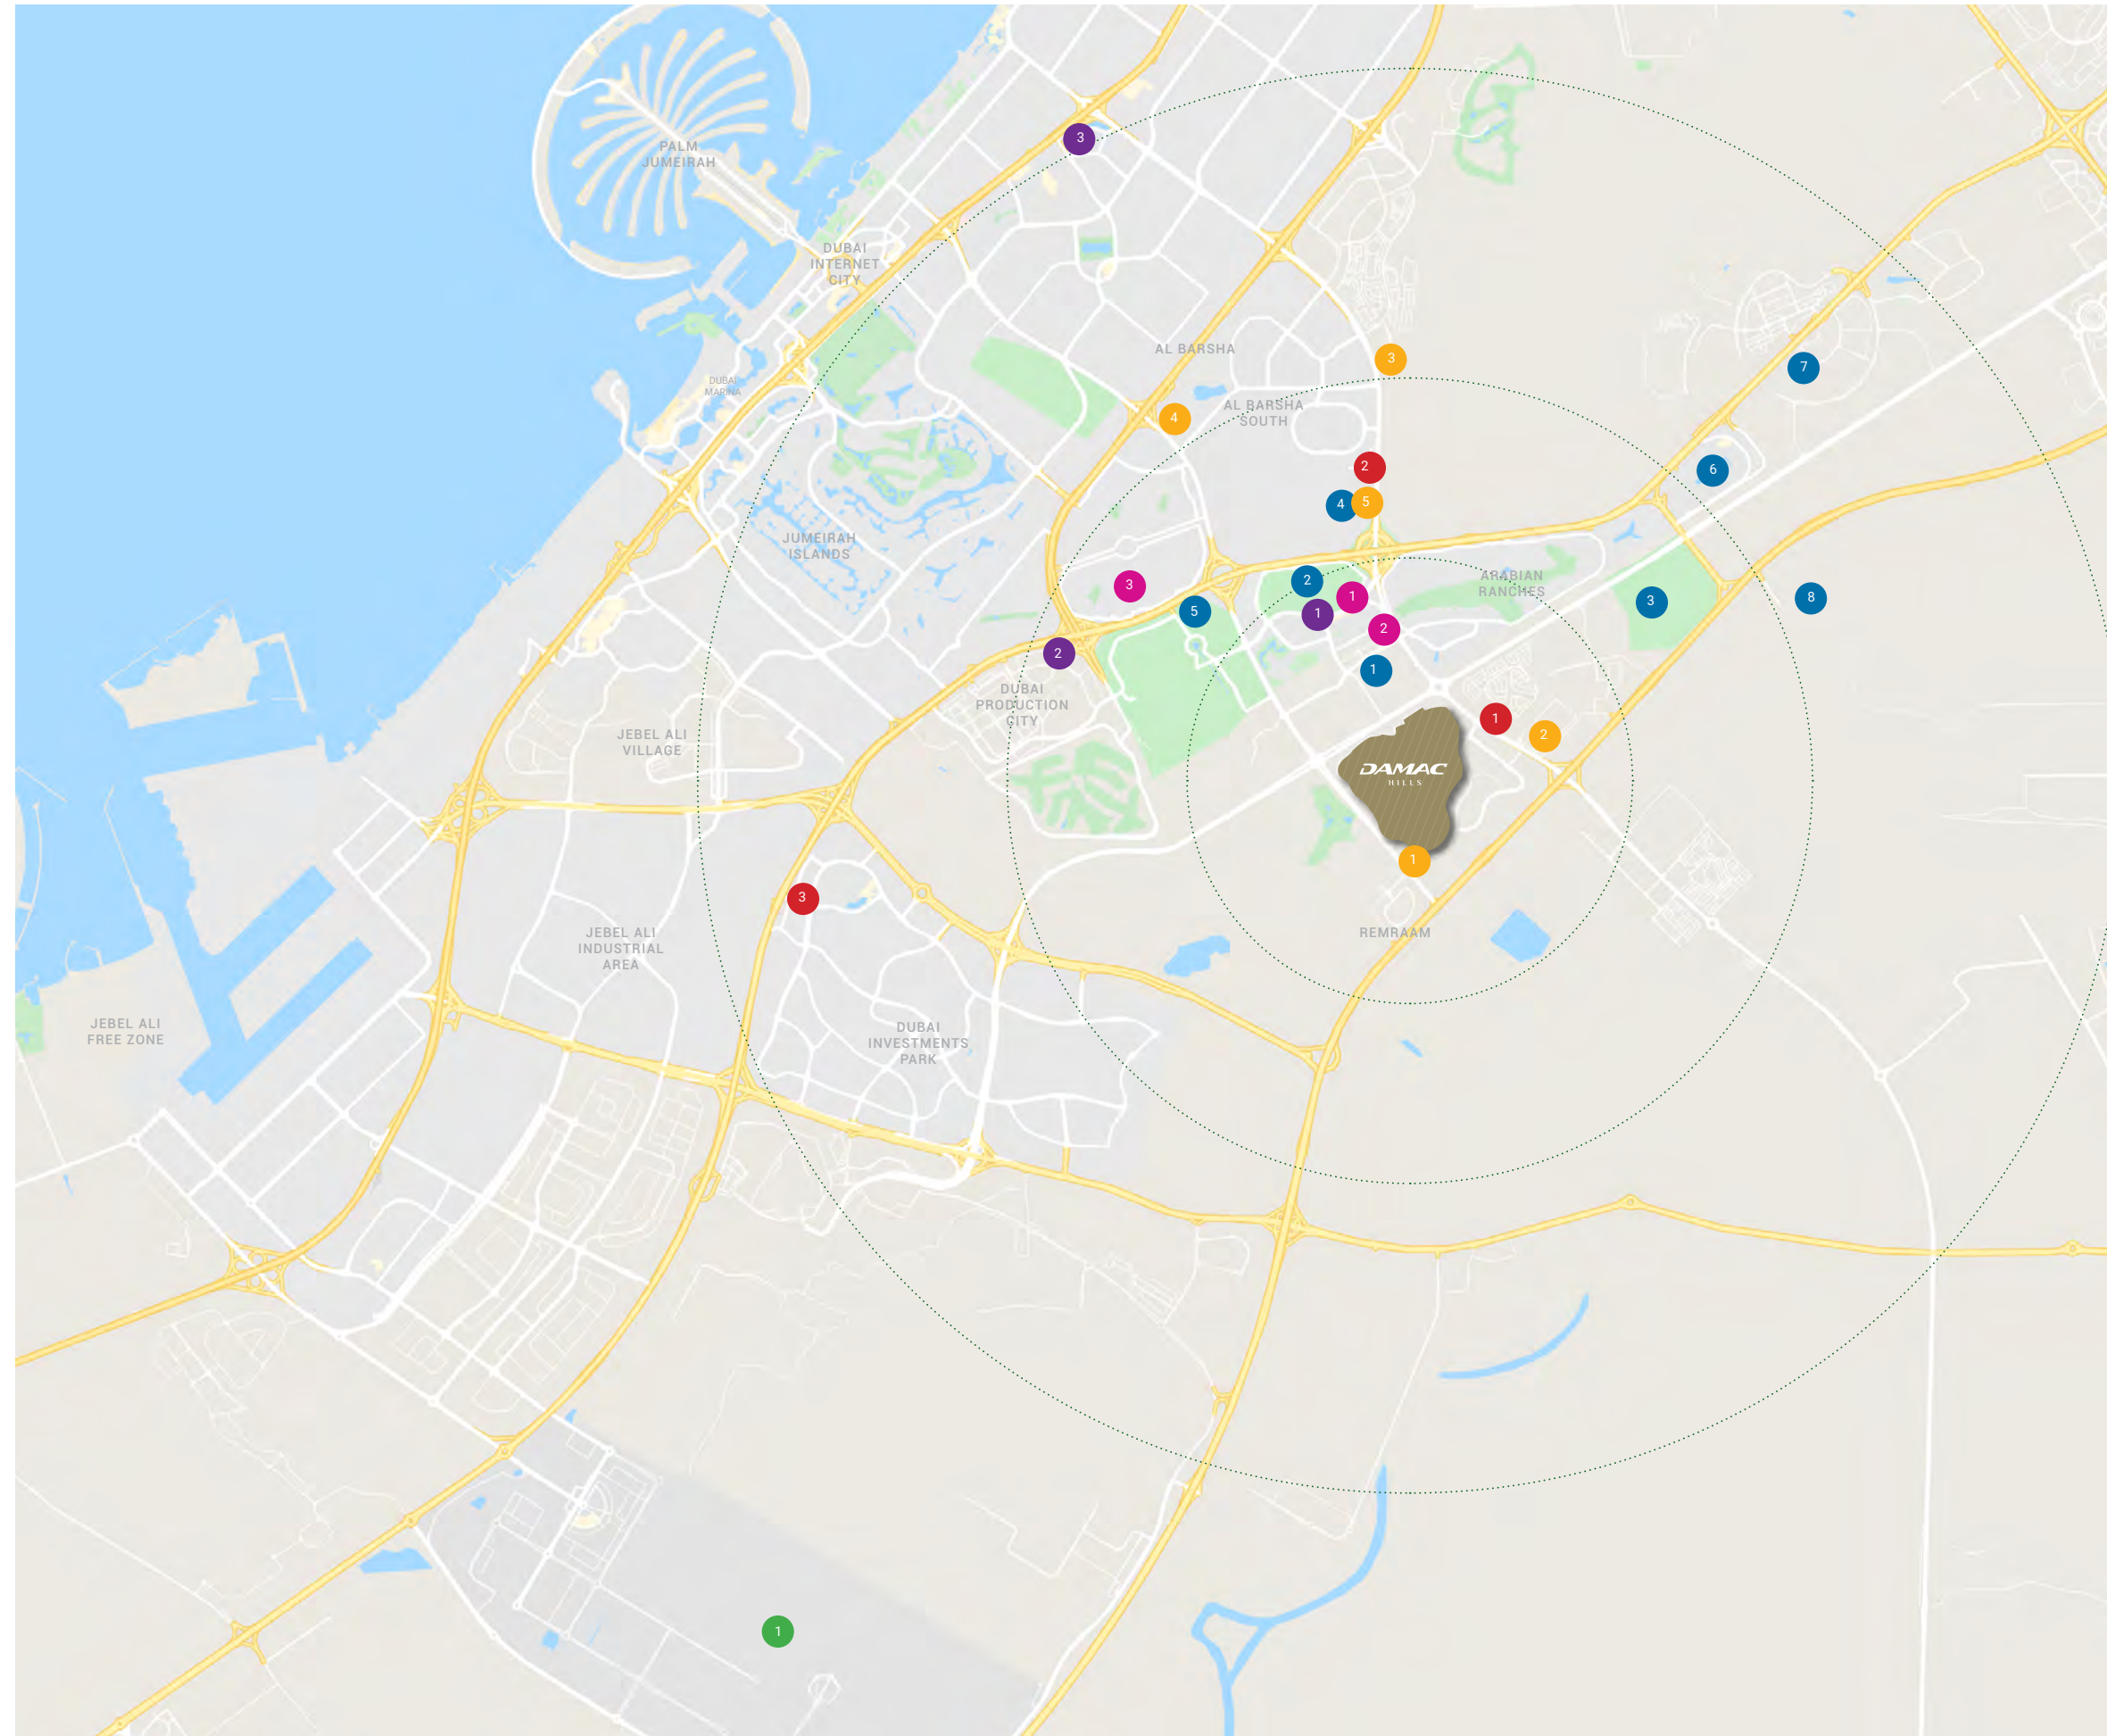 3
PALM
JUMEIRAH
DUBAI
INTERNET
CITY
AL BARSHA
3
7
DUBAI
MARINA
4
AL BARSHA
SOUTH
2
6
4
5
JUMEIRAH
ISLANDS
3
2
1
ARABIAN
RANCHES
3
8
5
1
2
2
1
DUBAI
PRODUCTION
CITY
JEBEL ALI
VILLAGE
1
2
DAMAC
HILLS
1
3
JEBEL ALI
INDUSTRIAL
AREA
REMRAAM
JEBEL ALI
FREE ZONE
DUBAI
INVESTMENTS
PARK
1